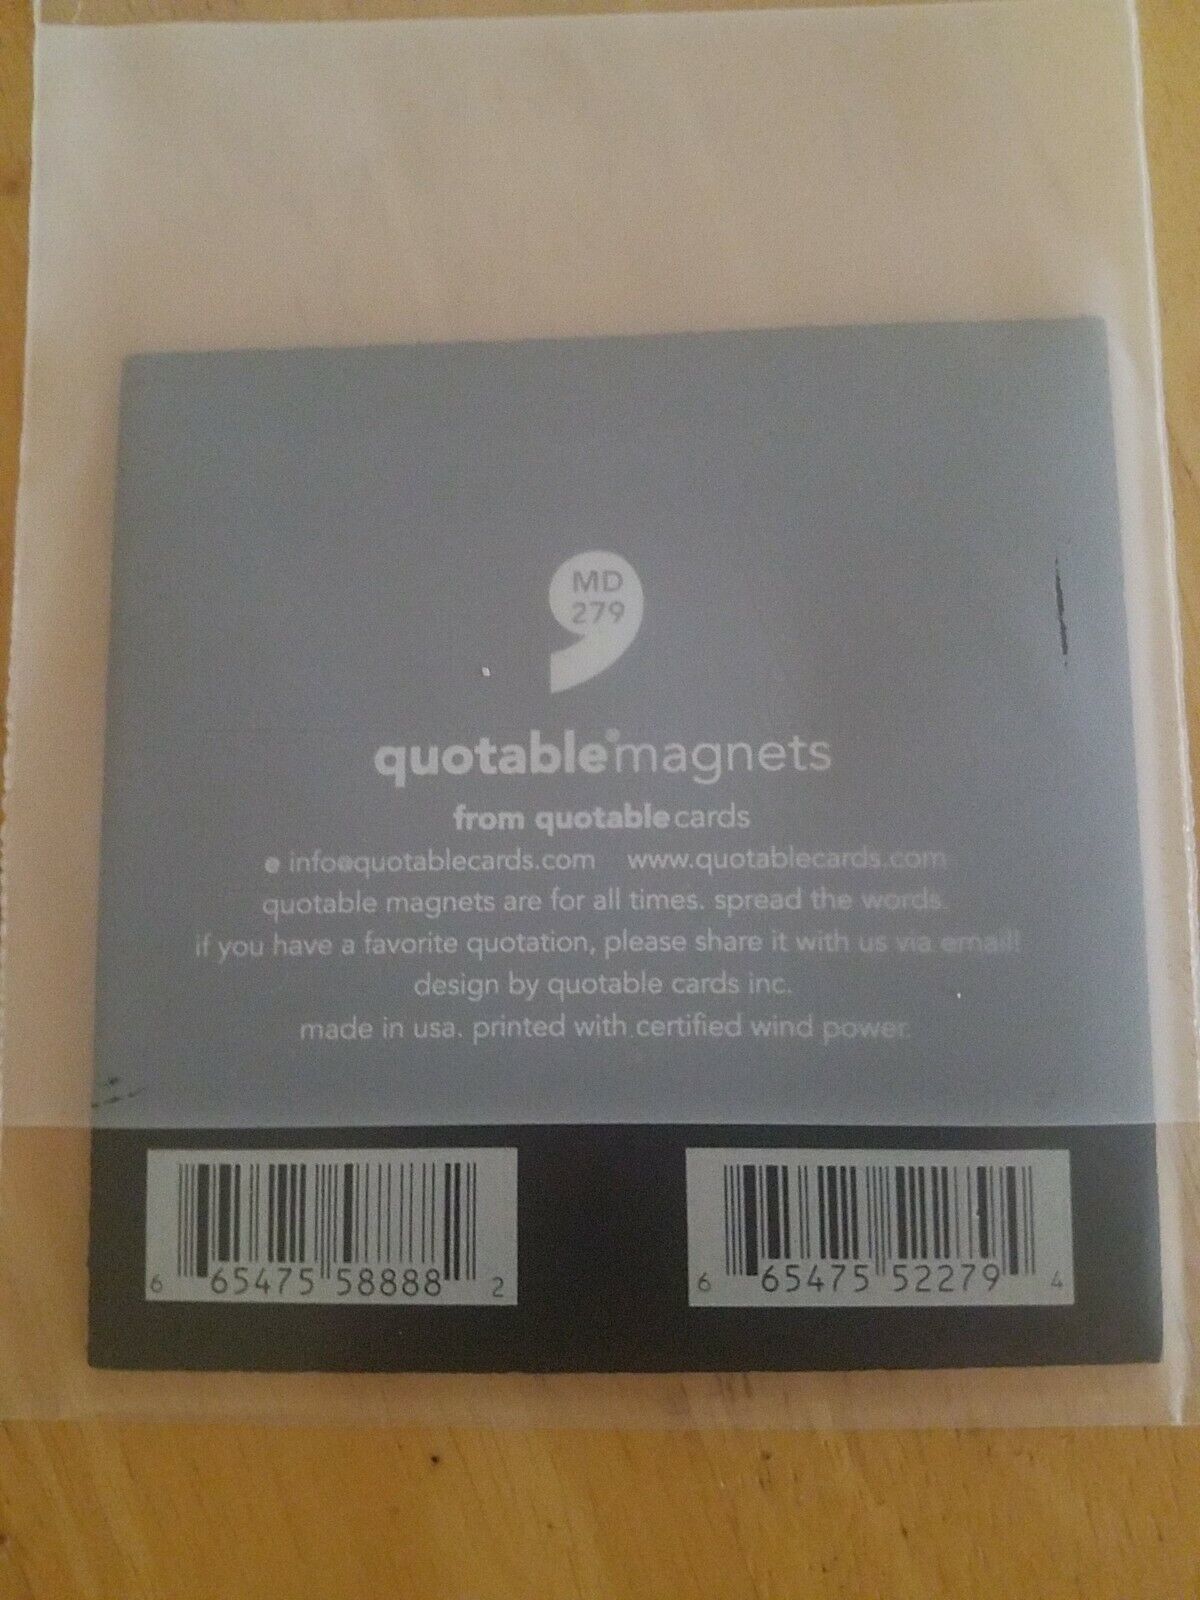 MD
279
quotable®magnets
from quotablecards
e info@quotablecards.com www.quotablecards.com
quotable magnets are for all times. spread the words.
if you have a favorite quotation, please share it with us via email!
design by quotable cards inc.
made in usa. printed with certified wind power.
6 65475 58888 2
6 65475 52279 4